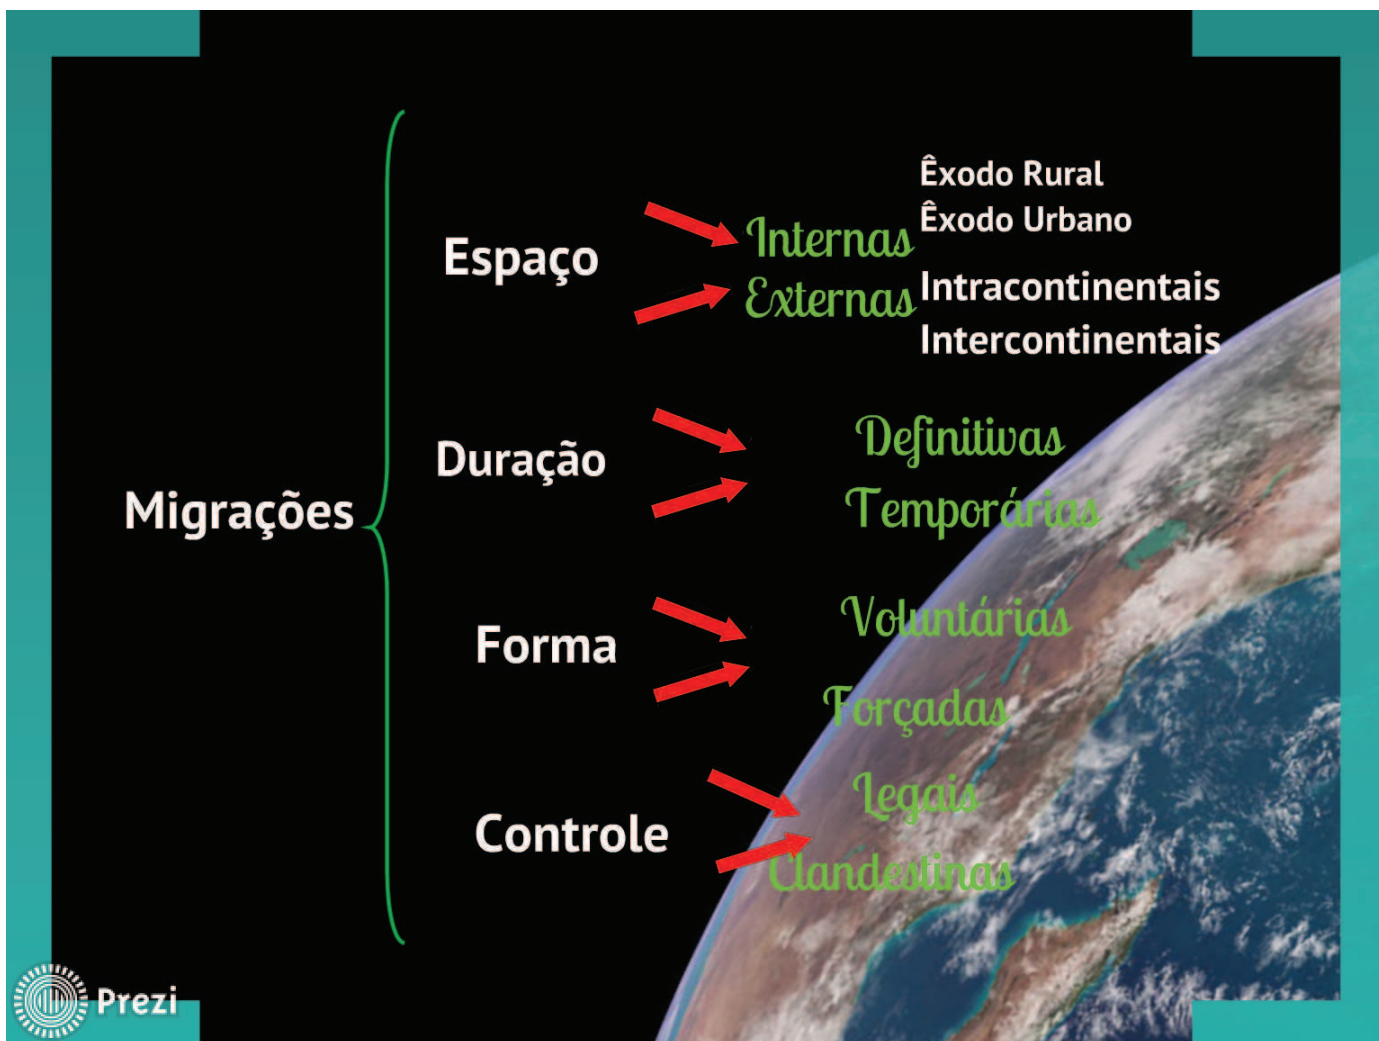 Migrações
Espaço
Internas
Êxodo Rural
Êxodo Urbano
Externas
Intracontinentais
Intercontinentais
Duração
Definitivas
Temporárias
Forma
Voluntárias
Forçadas
Controle
Legais
Clandestinas
Prezi